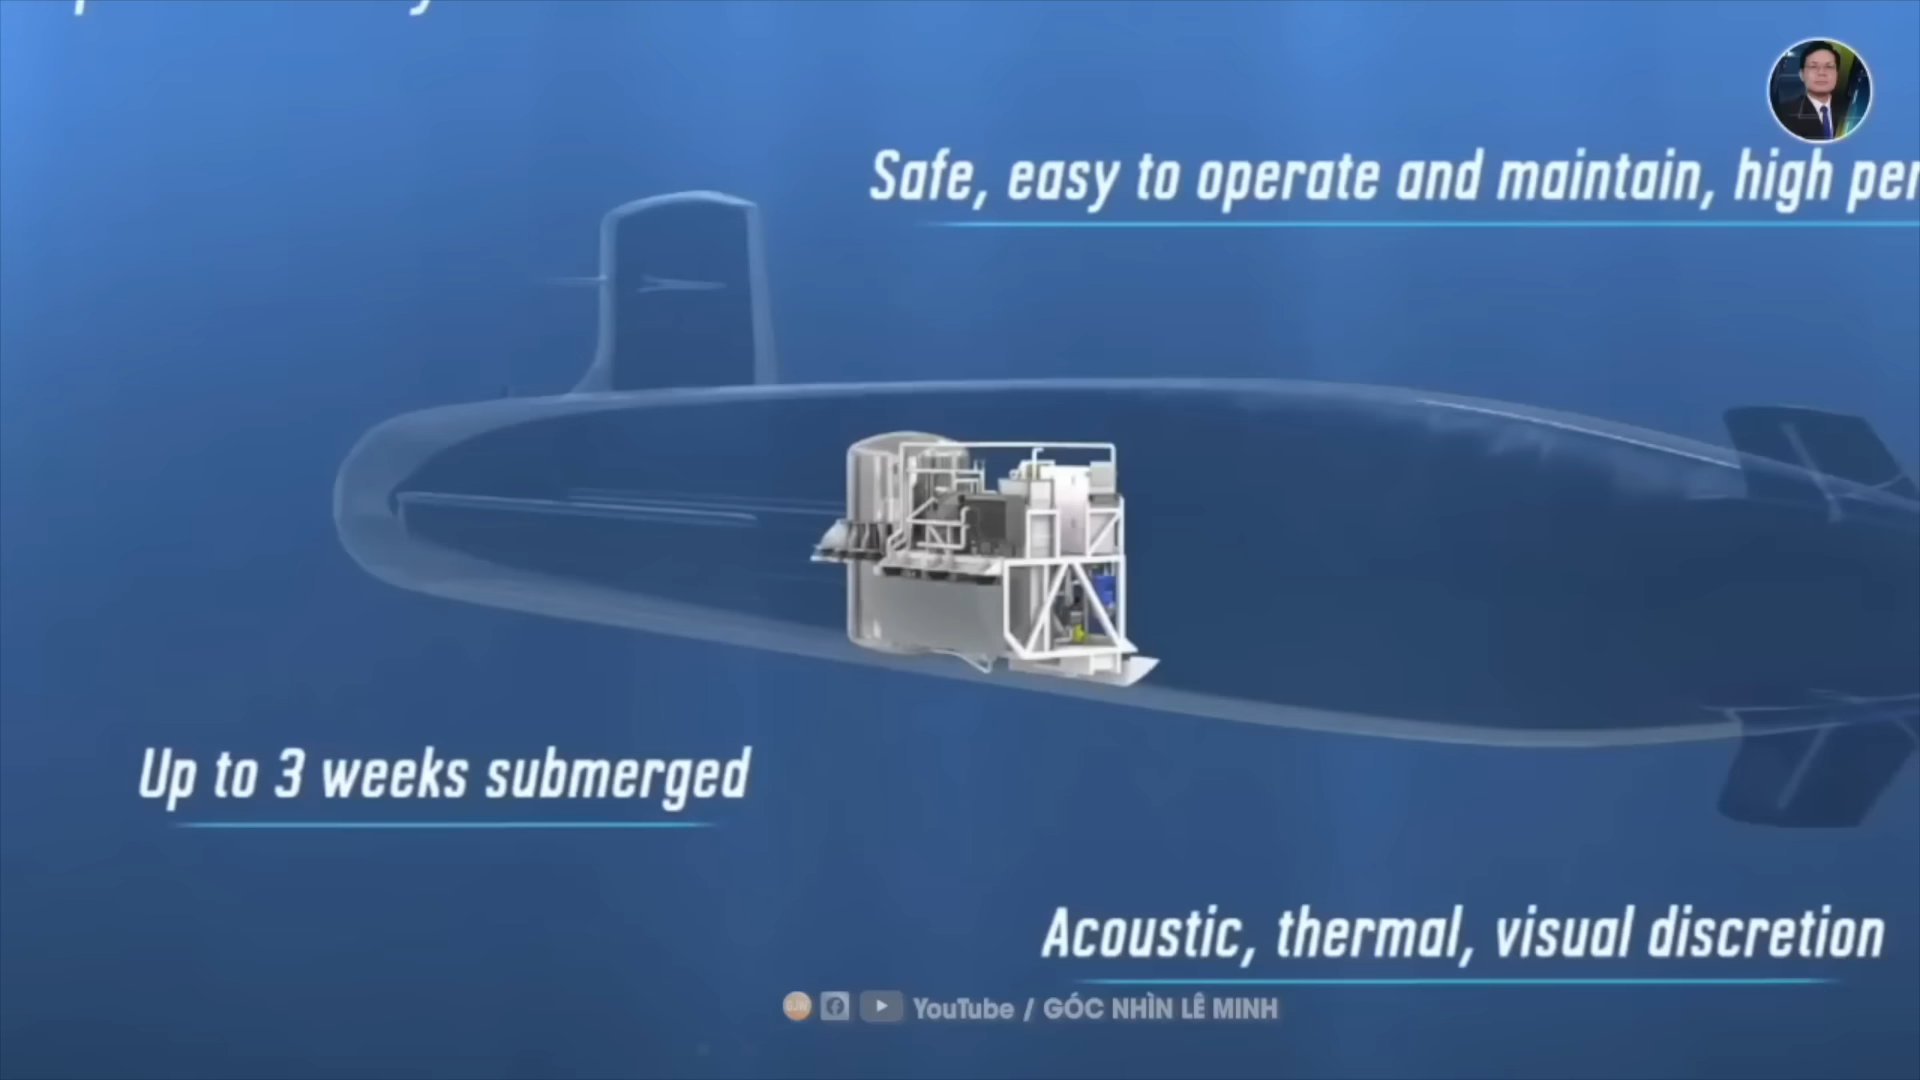 Safe, easy to operate and maintain, high per
Up to 3 weeks submerged
Acoustic, thermal, visual discretion
YouTube / GÓC NHÌN LÊ MINH